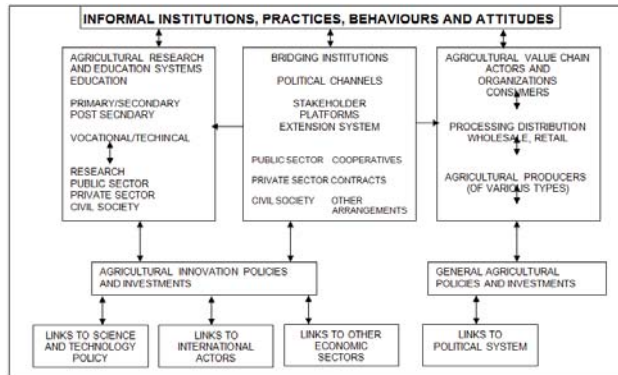 INFORMAL INSTITUTIONS, PRACTICES, BEHAVIOURS AND ATTITUDES
AGRICULTURAL RESEARCH
AND EDUCATION SYSTEMS
EDUCATION
PRIMARY/SECONDARY
POST SECNDARY
VOCATIONAL/TECHINCAL
RESEARCH
PUBLIC SECTOR
PRIVATE SECTOR
CIVIL SOCIETY
BRIDGING INSTITUTIONS
POLITICAL CHANNELS
STAKEHOLDER
PLATFORMS
EXTENSION SYSTEM
PUBLIC SECTOR COOPERATIVES
PRIVATE SECTOR CONTRACTS
CIVIL SOCIETY OTHER
ARRANGEMENTS
AGRICULTURAL VALUE CHAIN
ACTORS AND
ORGANIZATIONS
CONSUMERS
PROCESSING DISTRIBUTION
WHOLESALE, RETAIL
AGRICULTURAL PRODUCERS
(OF VARIOUS TYPES)
AGRICULTURAL INNOVATION POLICIES
AND INVESTMENTS
GENERAL AGRICULTURAL
POLICIES AND INVESTMENTS
LINKS TO SCIENCE
AND TECHNOLOGY
POLICY
LINKS TO
INTERNATIONAL
ACTORS
LINKS TO OTHER
ECONOMIC
SECTORS
LINKS TO
POLITICAL SYSTEM